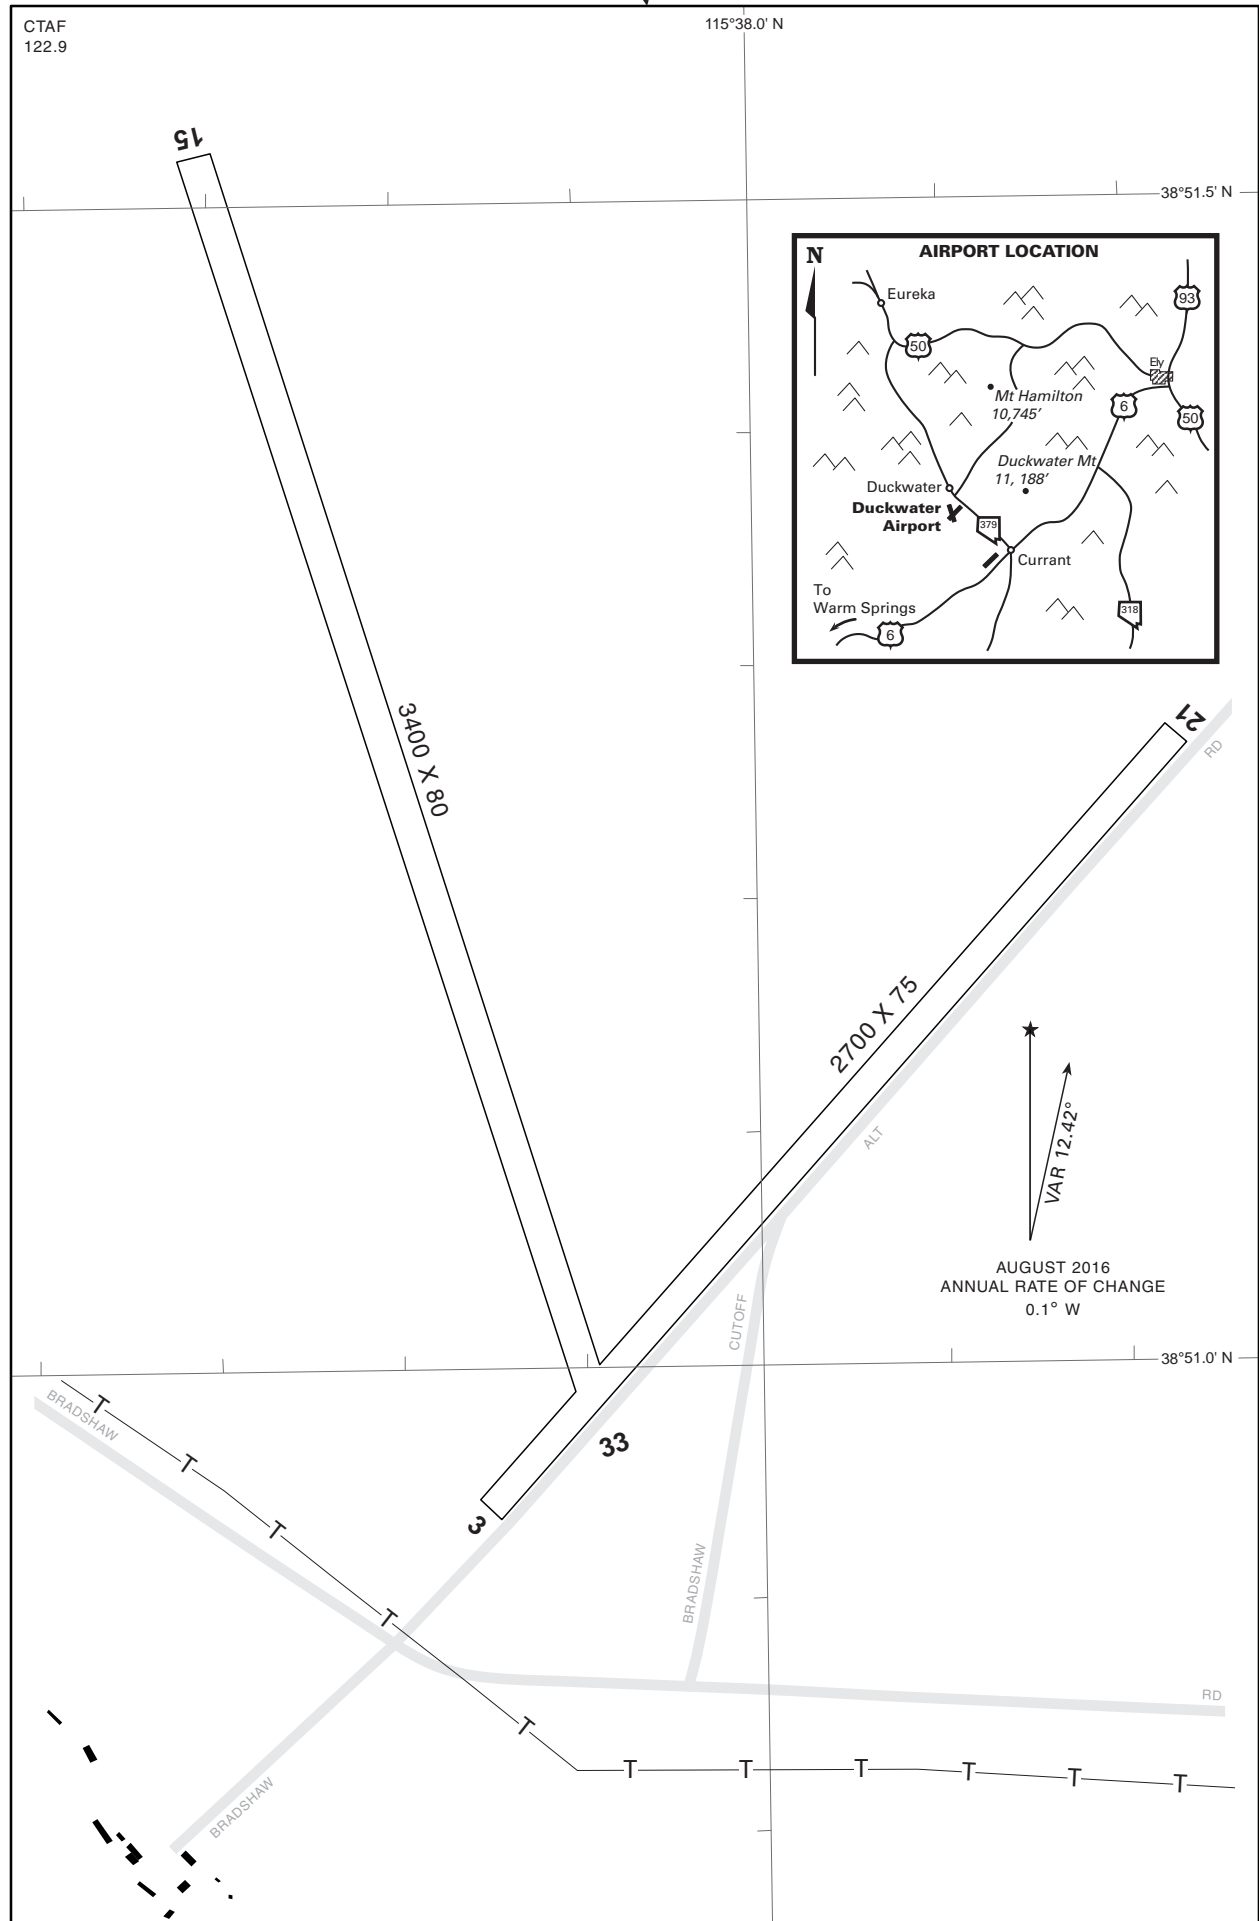 CTAF
122.9
115°38.0' N
15
38°51.5' N
AIRPORT LOCATION
N
Eureka
93
50
Ely
Mt Hamilton
10,745'
6
50
Duckwater Mt
11, 188'
Duckwater
Duckwater
Airport
379
Currant
To
Warm Springs
318
6
3400 X 80
21
RD
2700 X 75
ALT
VAR 12.42°
AUGUST 2016
ANNUAL RATE OF CHANGE
0.1° W
CUTOFF
38°51.0' N
BRADSHAW
T
T
T
T
T
T
T
T
T
T
T
33
3
BRADSHAW
RD
BRADSHAW